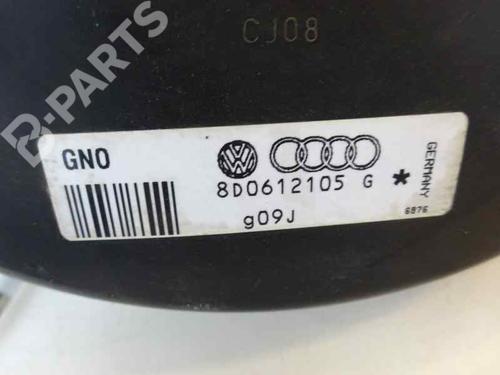 CJ08
B-PARTS
GNO
8D0612105 G *
g09J
GERMANY
6876